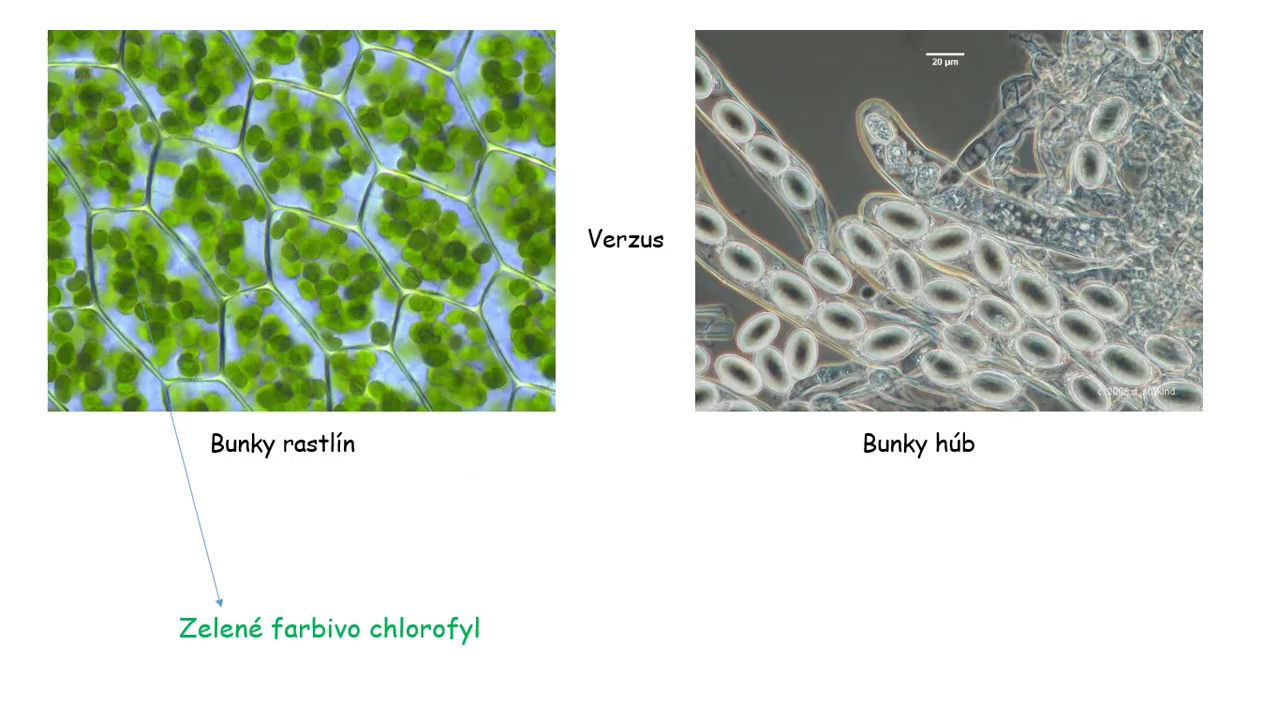 20 µm
Verzus
Bunky rastlín
Bunky húb
Zelené farbivo chlorofyl